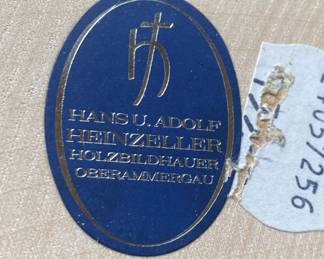 HANS U. ADOLF
HEINZELLER
HOLZBILDHAUER
OBERAMMERGAU